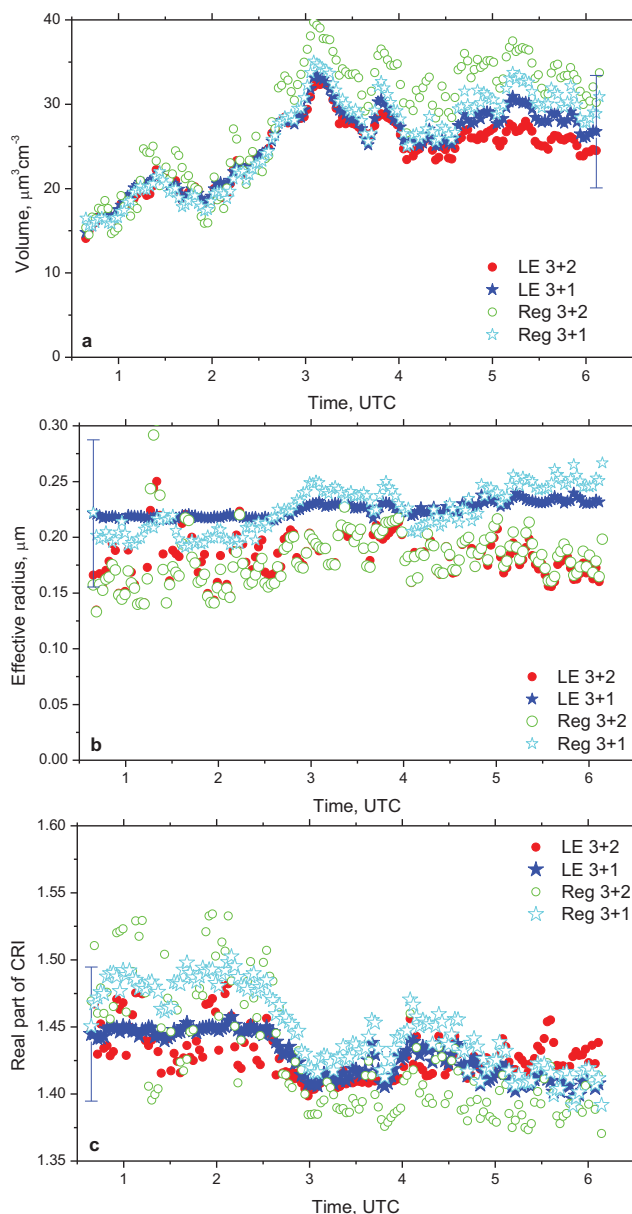 40
30
20
10
0
Volume, μm³cm⁻³
LE 3+2
LE 3+1
Reg 3+2
Reg 3+1
a
1 2 3 4 5 6
Time, UTC
0.30
0.25
0.20
0.15
0.10
0.05
0.00
Effective radius, μm
LE 3+2
LE 3+1
Reg 3+2
Reg 3+1
b
1 2 3 4 5 6
Time, UTC
1.60
1.55
1.50
1.45
1.40
1.35
Real part of CRI
LE 3+2
LE 3+1
Reg 3+2
Reg 3+1
c
1 2 3 4 5 6
Time, UTC